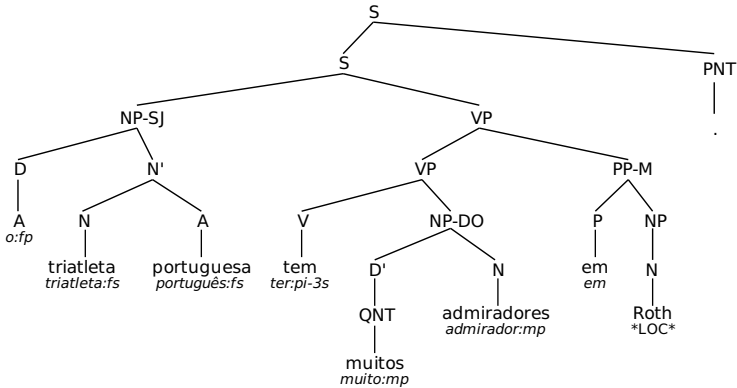 S
S
PNT
NP-SJ
VP
.
D
N'
VP
PP-M
A
o:fp
N
A
V
NP-DO
P
NP
triatleta
triatleta:fs
portuguesa
português:fs
tem
ter:pi-3s
D'
N
em
em
N
QNT
admiradores
admirador:mp
Roth
*LOC*
muitos
muito:mp